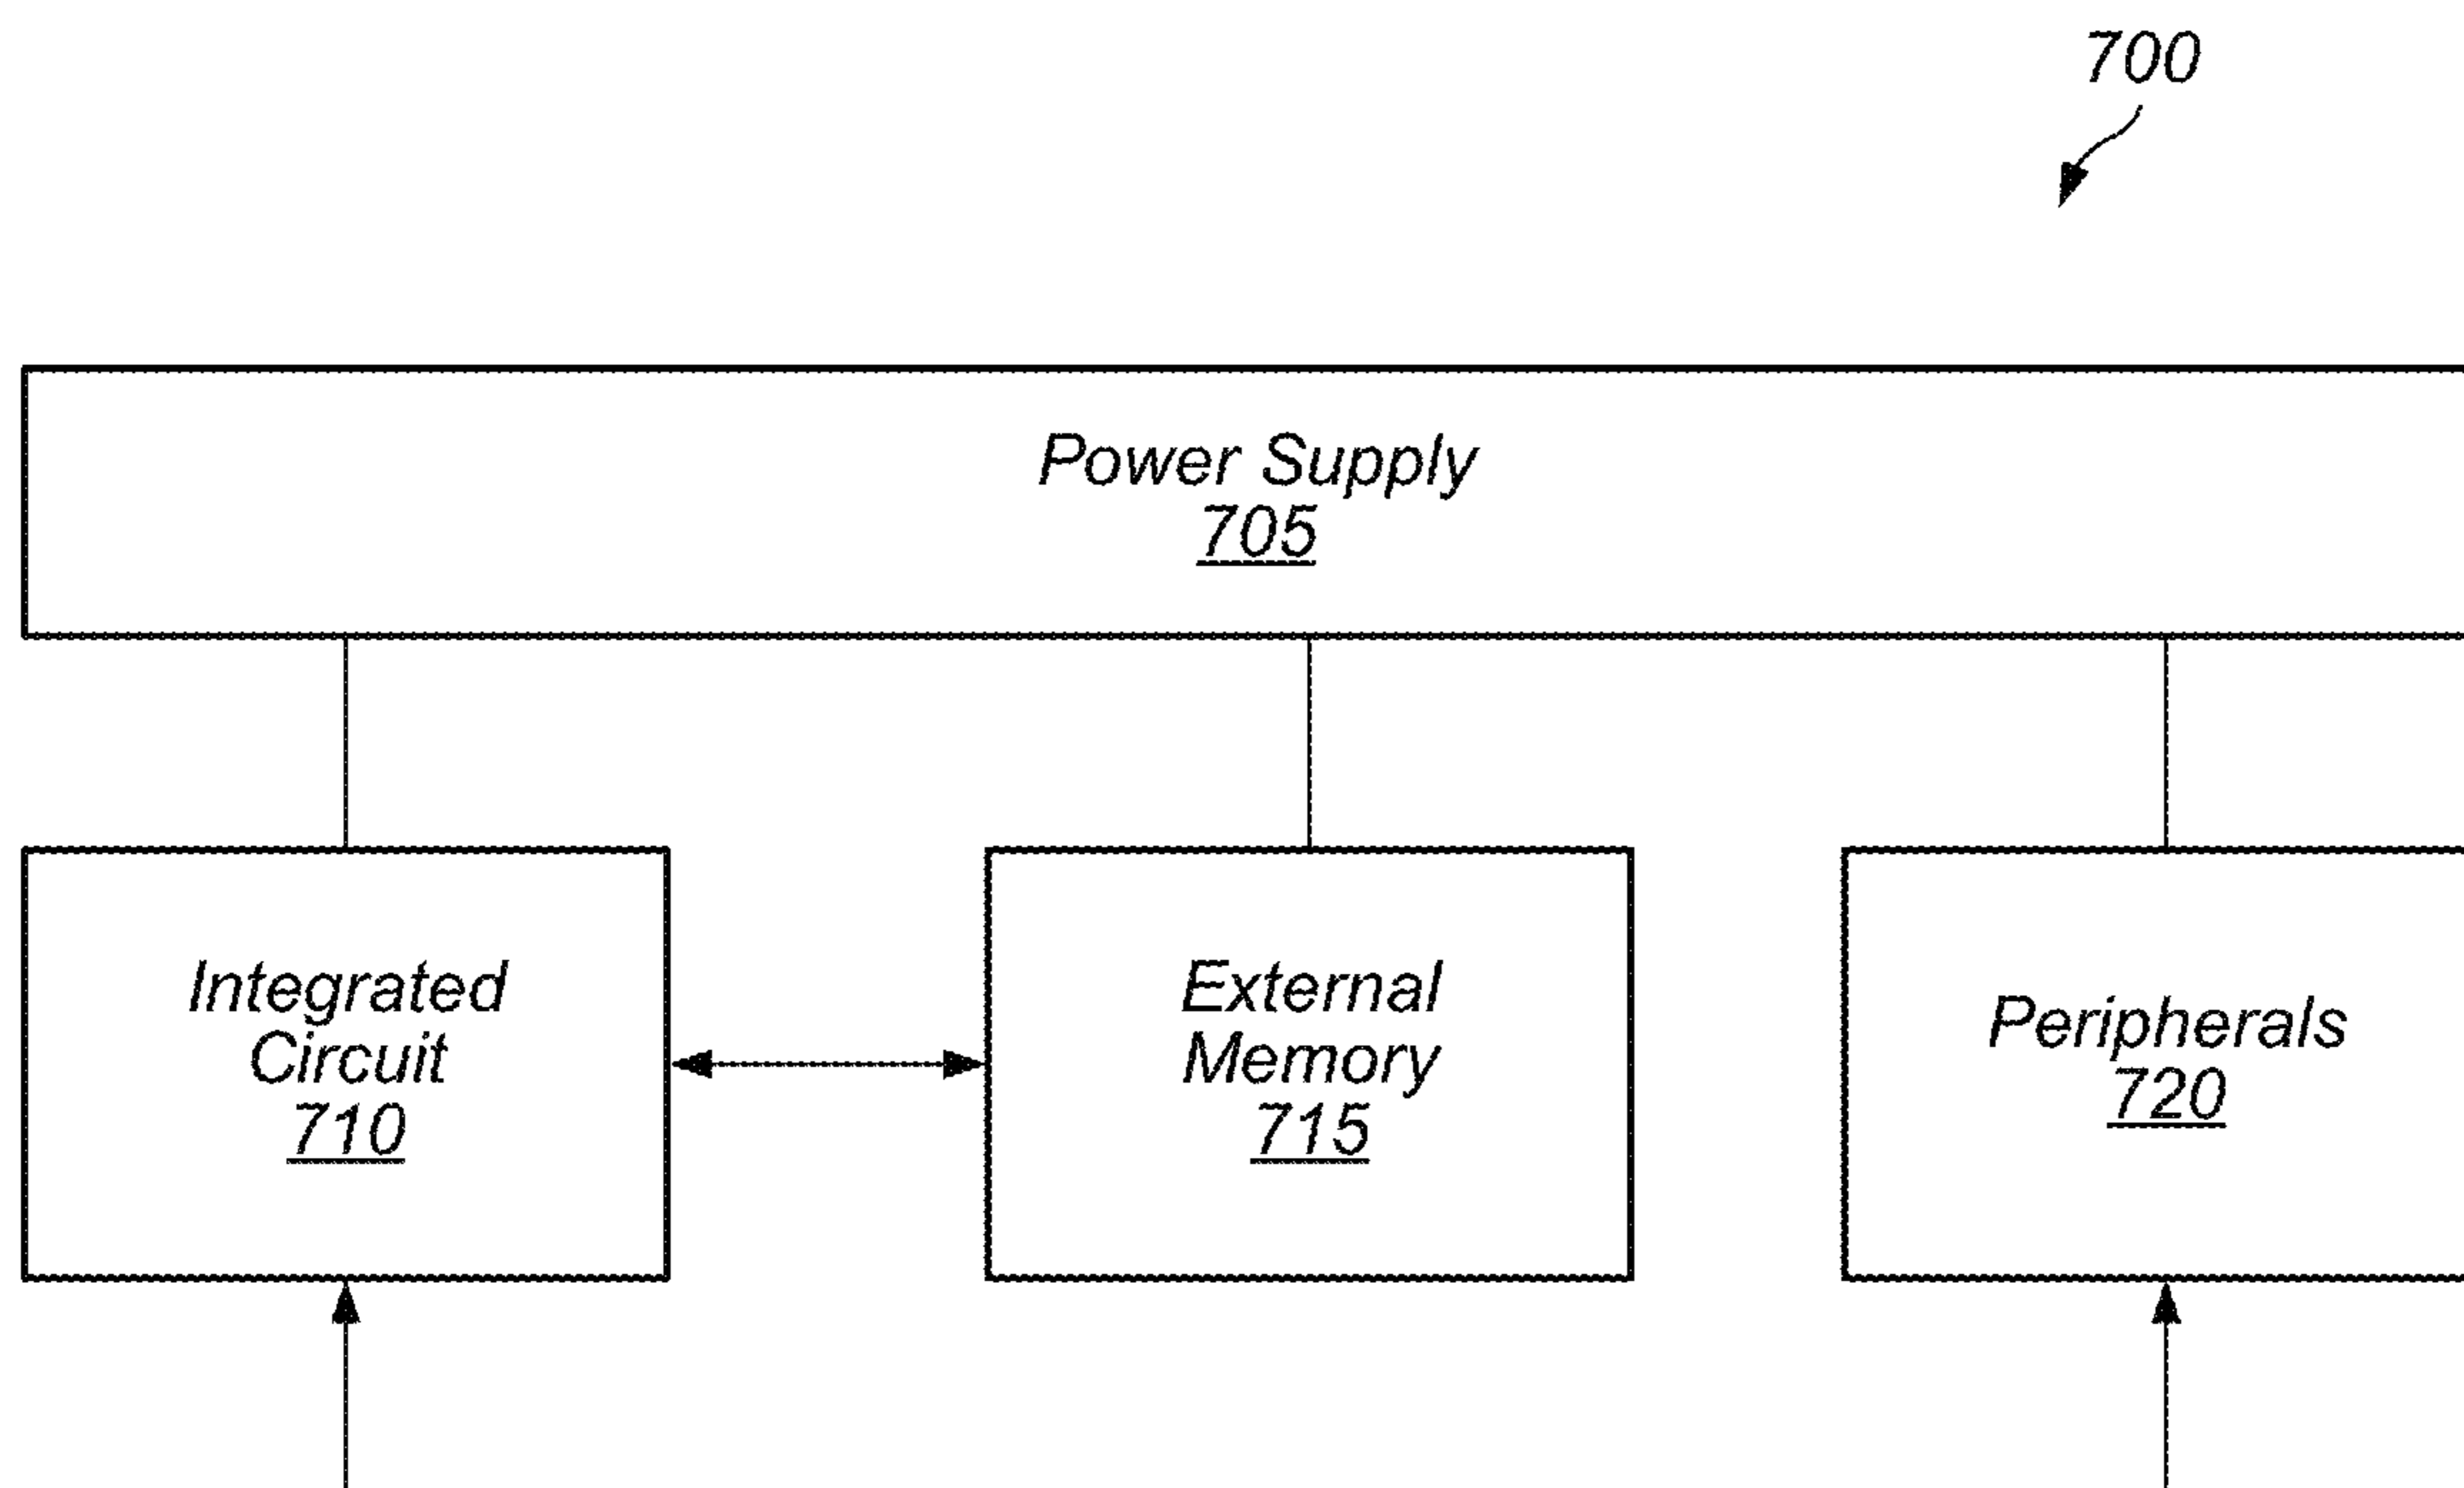 700
Power Supply
705
Integrated
Circuit
710
External
Memory
715
Peripherals
720